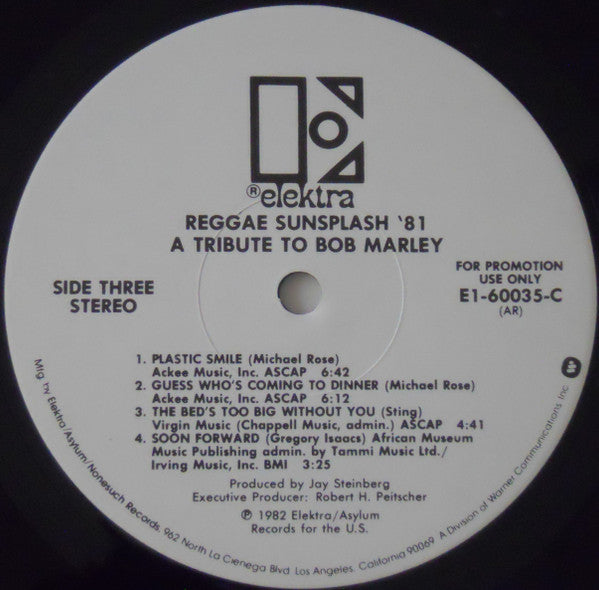 ® elektra
REGGAE SUNSPLASH '81
A TRIBUTE TO BOB MARLEY
SIDE THREE
STEREO
FOR PROMOTION
USE ONLY
E1-60035-C
(AR)
1. PLASTIC SMILE (Michael Rose)
Ackee Music, Inc. ASCAP 6:42
2. GUESS WHO'S COMING TO DINNER (Michael Rose)
Ackee Music, Inc. ASCAP 6:12
3. THE BED'S TOO BIG WITHOUT YOU (Sting)
Virgin Music (Chappell Music, admin.) ASCAP 4:41
4. SOON FORWARD (Gregory Isaacs) African Museum
Music Publishing admin. by Tammi Music Ltd./
Irving Music, Inc. BMI 3:25
Produced by Jay Steinberg
Executive Producer: Robert H. Peitscher
℗ 1982 Elektra/Asylum
Records for the U.S.
Mfg. by Elektra/Asylum/Nonesuch Records, 962 North La Cienega Blvd. Los Angeles, California 90069 A Division of Warner Communications Inc.